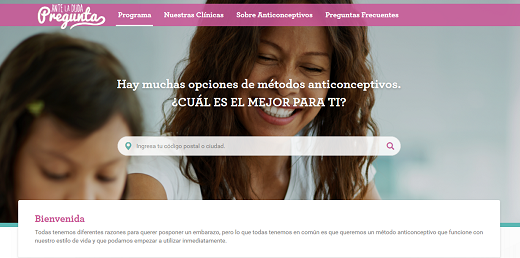 ANTE LA DUDA
Pregunta
Programa Nuestras Clínicas Sobre Anticonceptivos Preguntas Frecuentes
Hay muchas opciones de métodos anticonceptivos.
¿CUÁL ES EL MEJOR PARA TI?
Ingresa tu código postal o ciudad.
Bienvenida
Todas tenemos diferentes razones para querer posponer un embarazo, pero lo que todas tenemos en común es que queremos un método anticonceptivo que funcione con
nuestro estilo de vida y que podamos empezar a utilizar inmediatamente.